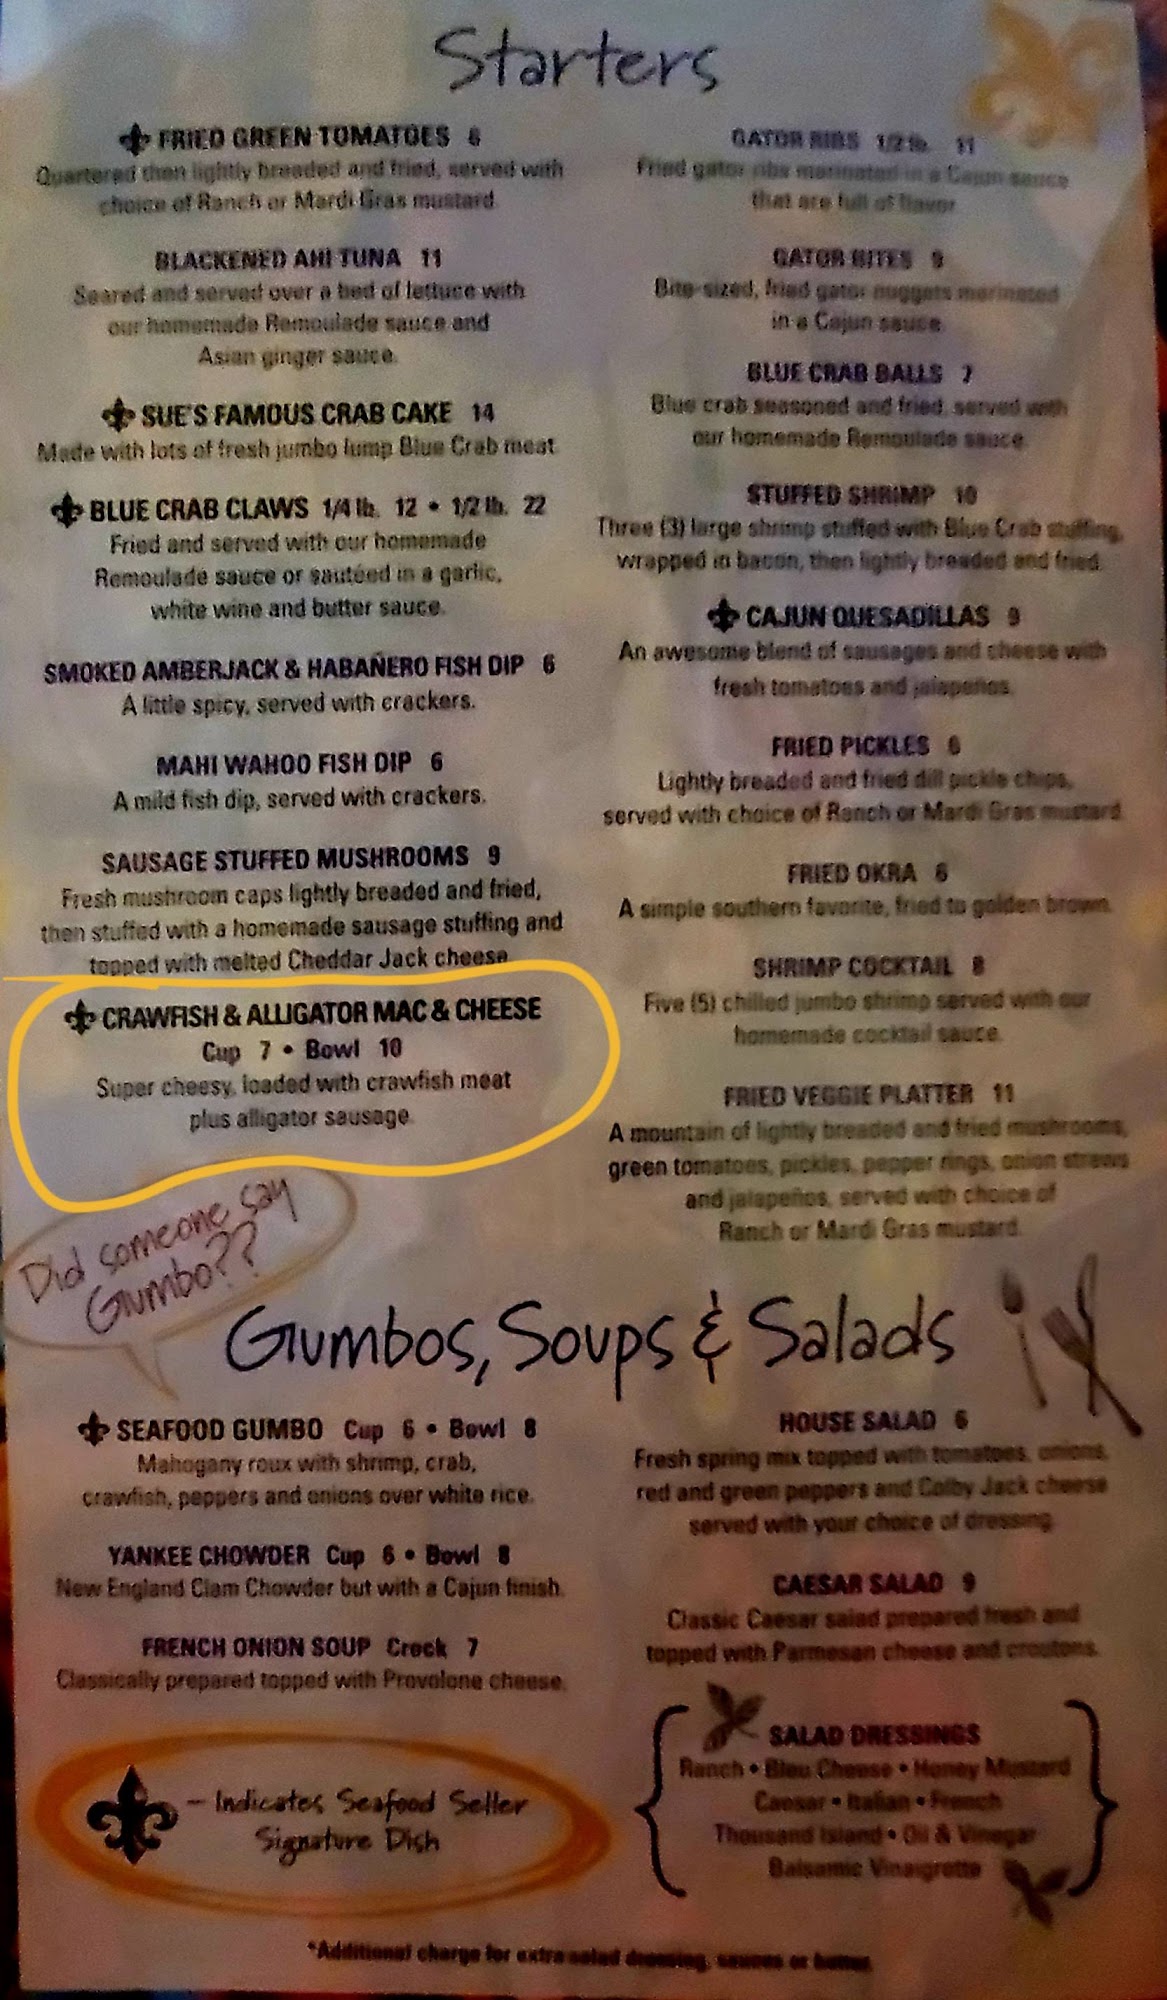 Starters
FRIED GREEN TOMATOES 6
Quartered then lightly breaded and fried, served with
choice of Ranch or Mardi Gras mustard.
BLACKENED AHI TUNA 11
Seared and served over a bed of lettuce with
our homemade Remoulade sauce and
Asian ginger sauce.
SUE'S FAMOUS CRAB CAKE 14
Made with lots of fresh jumbo lump Blue Crab meat.
BLUE CRAB CLAWS 1/4 lb. 12 • 1/2 lb. 22
Fried and served with our homemade
Remoulade sauce or sautéed in a garlic,
white wine and butter sauce.
SMOKED AMBERJACK & HABAÑERO FISH DIP 6
A little spicy, served with crackers.
MAHI WAHOO FISH DIP 6
A mild fish dip, served with crackers.
SAUSAGE STUFFED MUSHROOMS 9
Fresh mushroom caps lightly breaded and fried,
then stuffed with a homemade sausage stuffing and
topped with melted Cheddar Jack cheese.
CRAWFISH & ALLIGATOR MAC & CHEESE
Cup 7 • Bowl 10
Super cheesy, loaded with crawfish meat
plus alligator sausage.
GATOR RIBS 1/2 lb. 11
Fried gator ribs marinated in a Cajun sauce
that are full of flavor.
GATOR BITES 9
Bite-sized, fried gator nuggets marinated
in a Cajun sauce.
BLUE CRAB BALLS 7
Blue crab seasoned and fried, served with
our homemade Remoulade sauce.
STUFFED SHRIMP 10
Three (3) large shrimp stuffed with Blue Crab stuffing,
wrapped in bacon, then lightly breaded and fried.
CAJUN QUESADILLAS 9
An awesome blend of sausages and cheese with
fresh tomatoes and jalapeños.
FRIED PICKLES 6
Lightly breaded and fried dill pickle chips,
served with choice of Ranch or Mardi Gras mustard.
FRIED OKRA 6
A simple southern favorite, fried to golden brown.
SHRIMP COCKTAIL 8
Five (5) chilled jumbo shrimp served with our
homemade cocktail sauce.
FRIED VEGGIE PLATTER 11
A mountain of lightly breaded and fried mushrooms,
green tomatoes, pickles, pepper rings, onion straws
and jalapeños, served with choice of
Ranch or Mardi Gras mustard.
Did someone say
Gumbo??
Gumbos, Soups & Salads
SEAFOOD GUMBO Cup 6 • Bowl 8
Mahogany roux with shrimp, crab,
crawfish, peppers and onions over white rice.
YANKEE CHOWDER Cup 6 • Bowl 8
New England Clam Chowder but with a Cajun finish.
FRENCH ONION SOUP Crock 7
Classically prepared topped with Provolone cheese.
HOUSE SALAD 6
Fresh spring mix topped with tomatoes, onions,
red and green peppers and Colby Jack cheese
served with your choice of dressing.
CAESAR SALAD 9
Classic Caesar salad prepared fresh and
topped with Parmesan cheese and croutons.
- Indicates Seafood Seller
Signature Dish
SALAD DRESSINGS
Ranch • Bleu Cheese • Honey Mustard
Caesar • Italian • French
Thousand Island • Oil & Vinegar
Balsamic Vinaigrette
*Additional charge for extra salad dressing, sauces or butter.